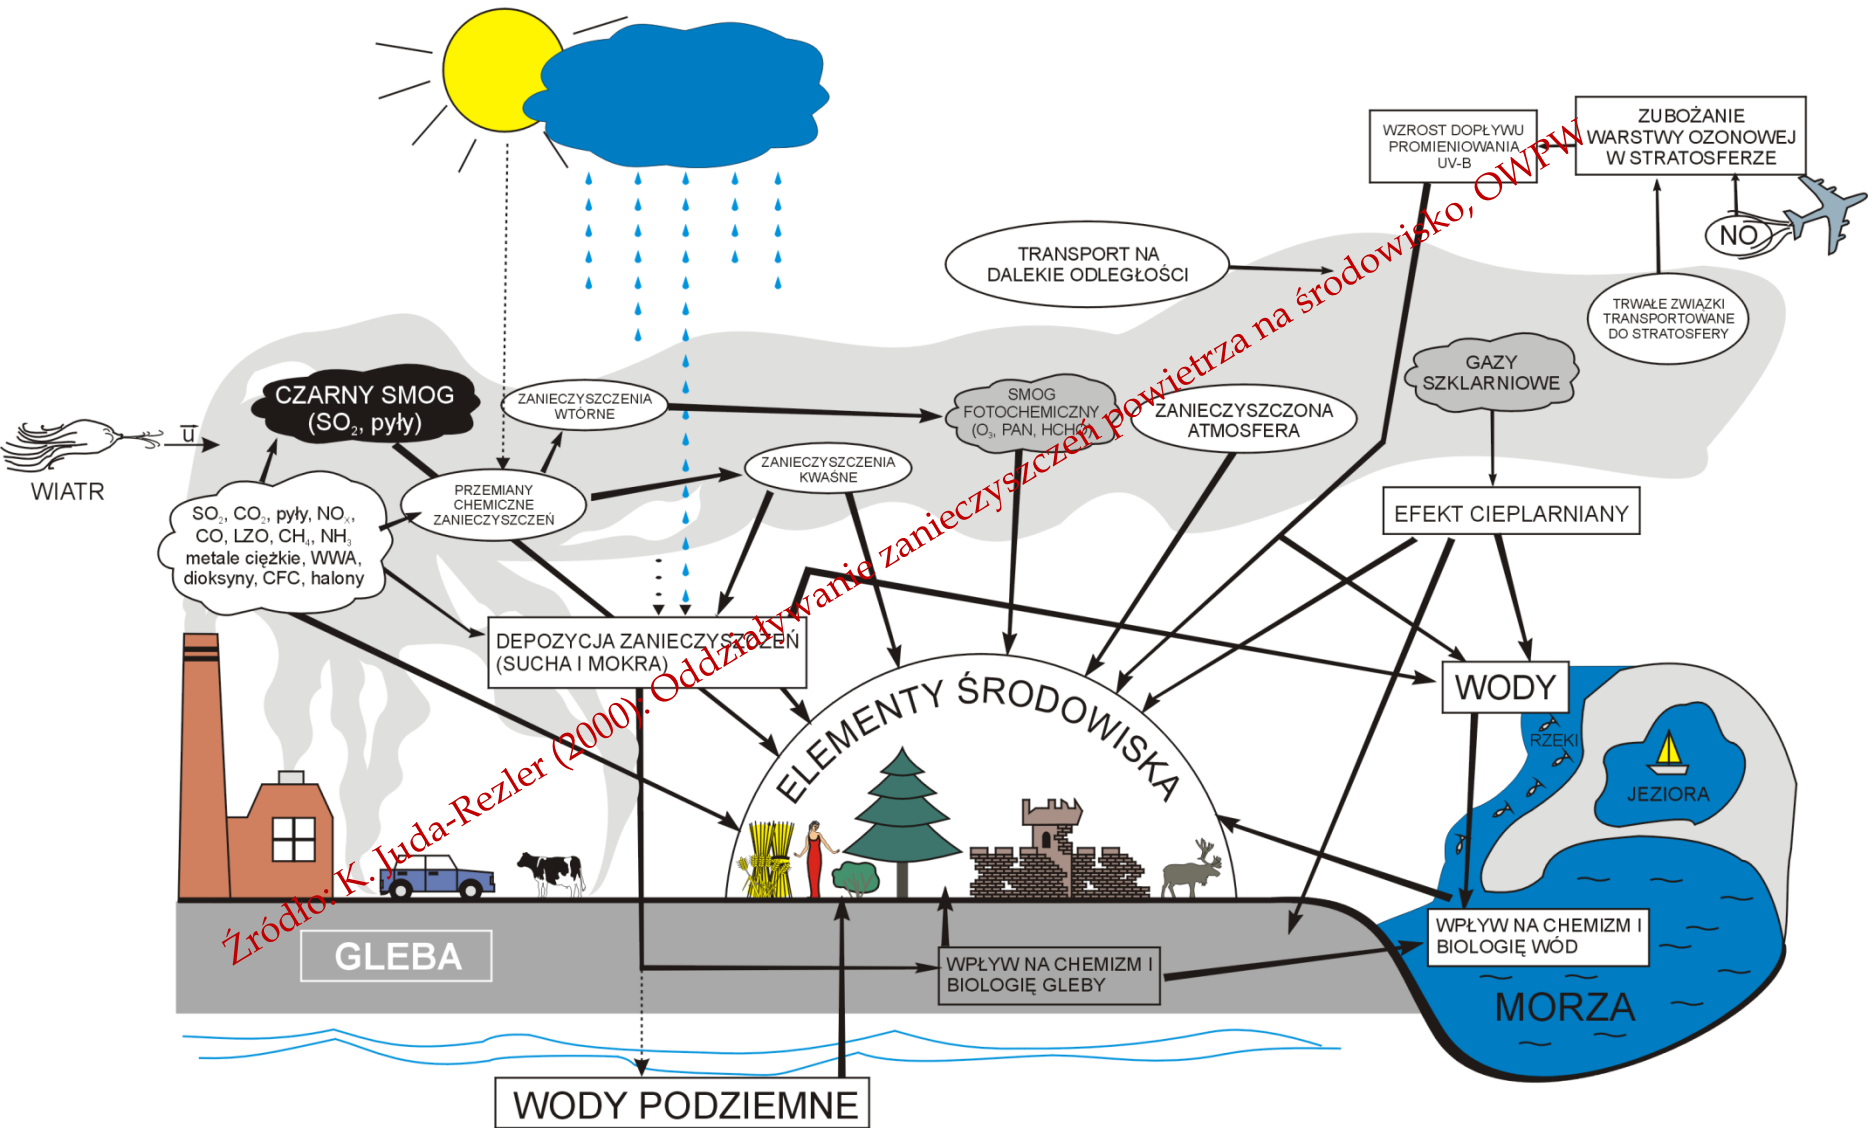 ZUBOŻANIE
WARSTWY OZONOWEJ
W STRATOSFERZE
WZROST DOPŁYWU
PROMIENIOWANIA
UV-B
NO
TRANSPORT NA
DALEKIE ODLEGŁOŚCI
TRWAŁE ZWIĄZKI
TRANSPORTOWANE
DO STRATOSFERY
GAZY
SZKLARNIOWE
CZARNY SMOG
(SO₂, pyły)
ZANIECZYSZCZENIA
WTÓRNE
SMOG
FOTOCHEMICZNY
(O₃, PAN, HCHO)
ZANIECZYSZCZONA
ATMOSFERA
u
WIATR
ZANIECZYSZCZENIA
KWAŚNE
PRZEMIANY
CHEMICZNE
ZANIECZYSZCZEŃ
SO₂, CO₂, pyły, NOₓ,
CO, LZO, CH₄, NH₃
metale ciężkie, WWA,
dioksyny, CFC, halony
EFEKT CIEPLARNIANY
DEPOZYCJA ZANIECZYSZCZEŃ
(SUCHA I MOKRA)
ELEMENTY ŚRODOWISKA
WODY
RZEKI
JEZIORA
GLEBA
WPŁYW NA CHEMIZM I
BIOLOGIĘ GLEBY
WPŁYW NA CHEMIZM I
BIOLOGIĘ WÓD
MORZA
WODY PODZIEMNE
Źródło: K. Juda-Rezler (2000): Oddziaływanie zanieczyszczeń powietrza na środowisko, OWPW